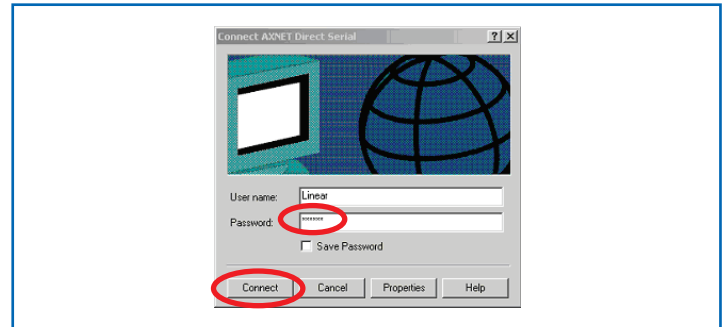 Connect AXNET Direct Serial
User name: Linear
Password: ********
Save Password
Connect Cancel Properties Help